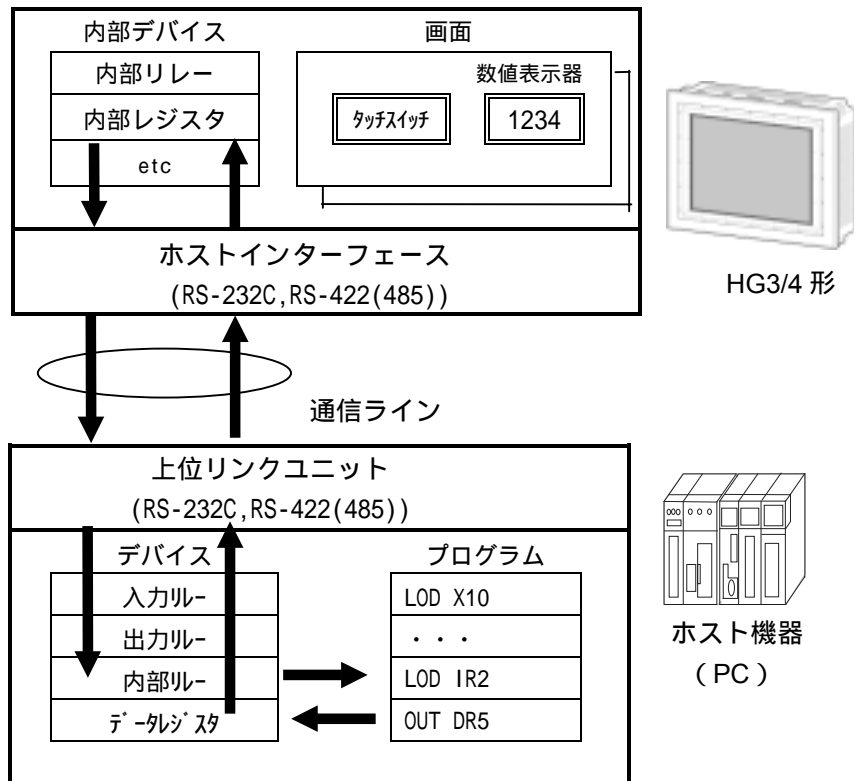 内部デバイス
内部リレー
内部レジスタ
etc
画面
数値表示器
ﾀｯﾁｽｲｯﾁ
1234
ホストインターフェース
(RS-232C,RS-422(485))
HG3/4 形
通信ライン
上位リンクユニット
(RS-232C,RS-422(485))
デバイス
入力ﾘﾚｰ
出力ﾘﾚｰ
内部ﾘﾚｰ
ﾃﾞｰﾀﾚｼﾞｽﾀ
プログラム
LOD X10
・・・
LOD IR2
OUT DR5
ホスト機器
（PC）